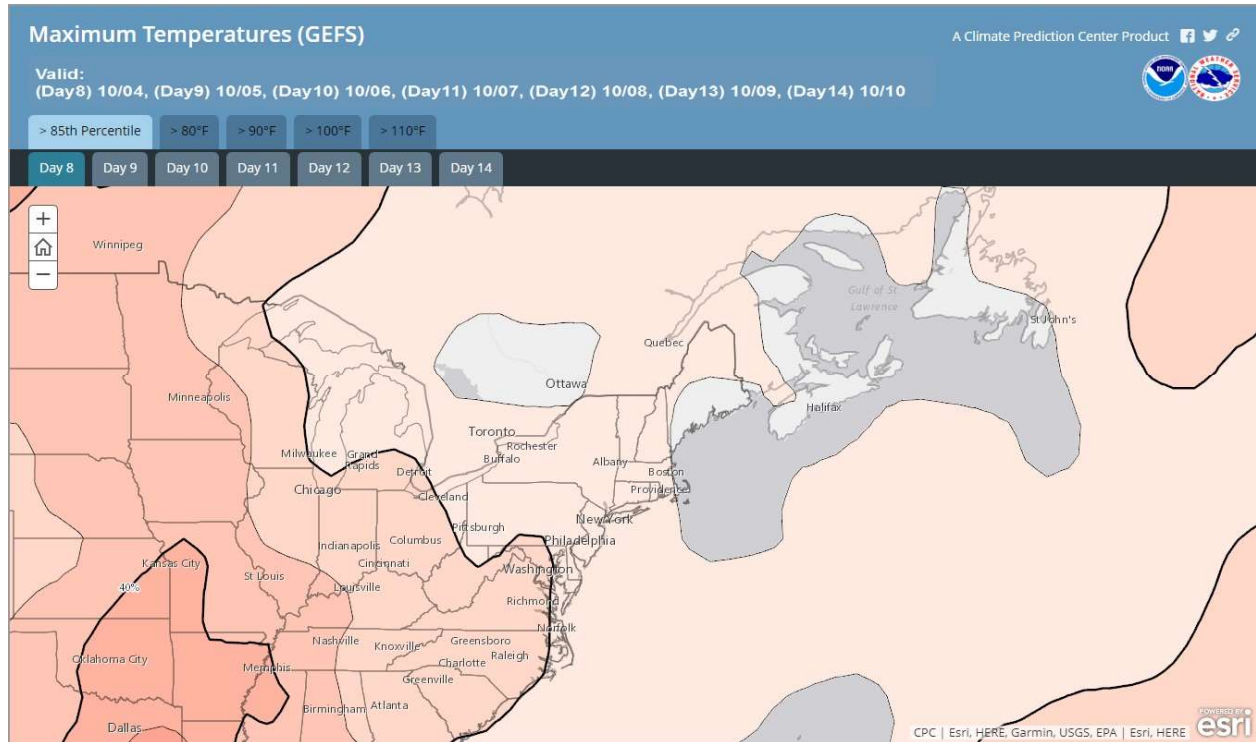 Maximum Temperatures (GEFS)
A Climate Prediction Center Product
Valid:
(Day8) 10/04, (Day9) 10/05, (Day10) 10/06, (Day11) 10/07, (Day12) 10/08, (Day13) 10/09, (Day14) 10/10
NOAA
> 85th Percentile > 80°F > 90°F > 100°F > 110°F
Day 8 Day 9 Day 10 Day 11 Day 12 Day 13 Day 14
+
−
Winnipeg
Gulf of St.
Lawrence
St John's
Quebec
Ottawa
Minneapolis
Halifax
Toronto
Rochester
Buffalo
Milwaukee
Grand
Rapids
Detroit
Albany
Boston
Providence
Chicago
Cleveland
New York
Pittsburgh
Philadelphia
Indianapolis
Columbus
Cincinnati
Washington
Kansas City
St Louis
40%
Louisville
Richmond
Norfolk
Nashville
Knoxville
Greensboro
Raleigh
Charlotte
Oklahoma City
Memphis
Greenville
Birmingham
Atlanta
Dallas
CPC | Esri, HERE, Garmin, USGS, EPA | Esri, HERE
POWERED BY
esri